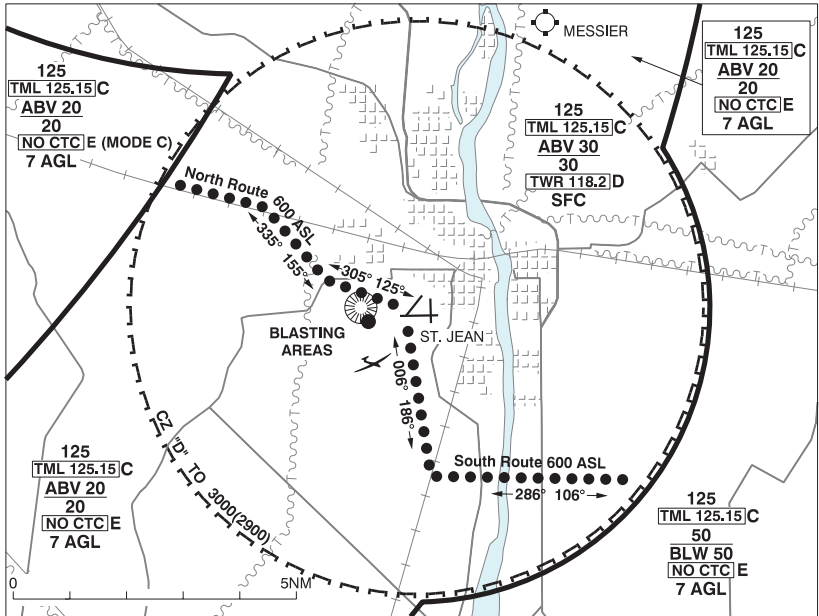 MESSIER
125
TML 125.15 C
ABV 20
20
NO CTC E (MODE C)
7 AGL
125
TML 125.15 C
ABV 20
20
NO CTC E
7 AGL
125
TML 125.15 C
ABV 30
30
TWR 118.2 D
SFC
North Route 600 ASL
335° 155°
305° 125°
BLASTING
AREAS
ST. JEAN
006° 186°
South Route 600 ASL
286° 106°
CZ "D" TO 3000(2900)
125
TML 125.15 C
ABV 20
20
NO CTC E
7 AGL
125
TML 125.15 C
50
BLW 50
NO CTC E
7 AGL
0 5NM